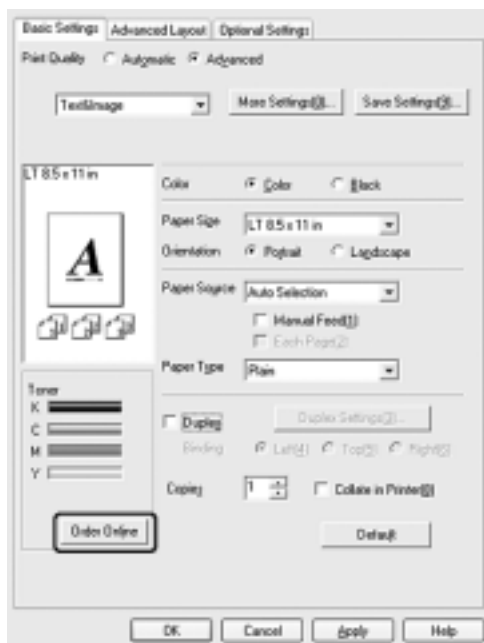 Basic Settings Advanced Layout Optional Settings
Print Quality Automatic Advanced
Text&Image More Settings(J)... Save Settings(R)...
LT 8.5 x 11 in
Color Color Black
Paper Size LT 8.5 x 11 in
Orientation Portrait Landscape
A
Paper Source Auto Selection
Manual Feed(1)
Each Page(2)
Paper Type Plain
Toner
K
C
M
Y
Duplex Duplex Settings(3)...
Binding Left(4) Top(5) Right(6)
Copies 1 Collate in Printer(8)
Order Online Default
OK Cancel Apply Help